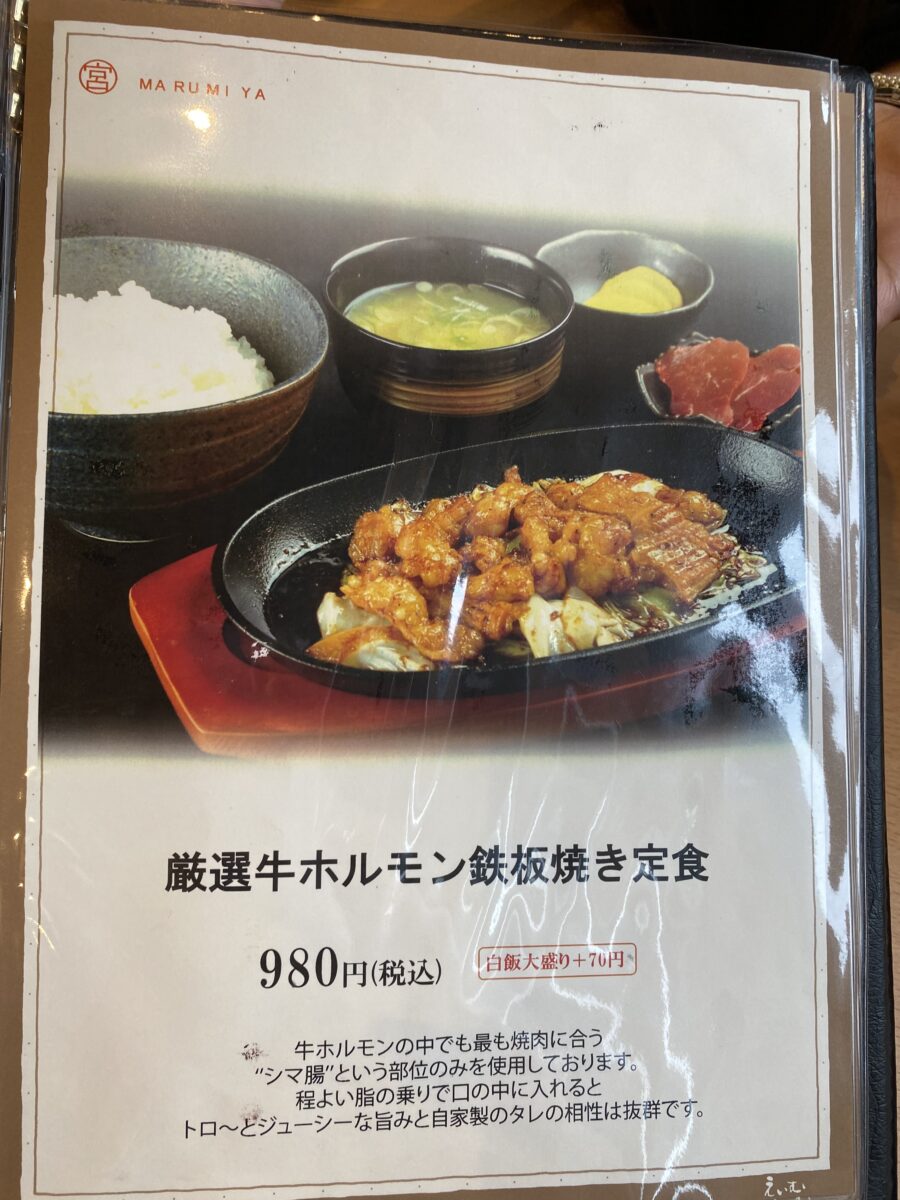 宮 MARUMIYA
厳選牛ホルモン鉄板焼き定食
980円(税込) 白飯大盛り+70円
牛ホルモンの中でも最も焼肉に合う
“シマ腸”という部位のみを使用しております。
程よい脂の乗りで口の中に入れると
トロ～とジューシーな旨みと自家製のタレの相性は抜群です。
えいむ